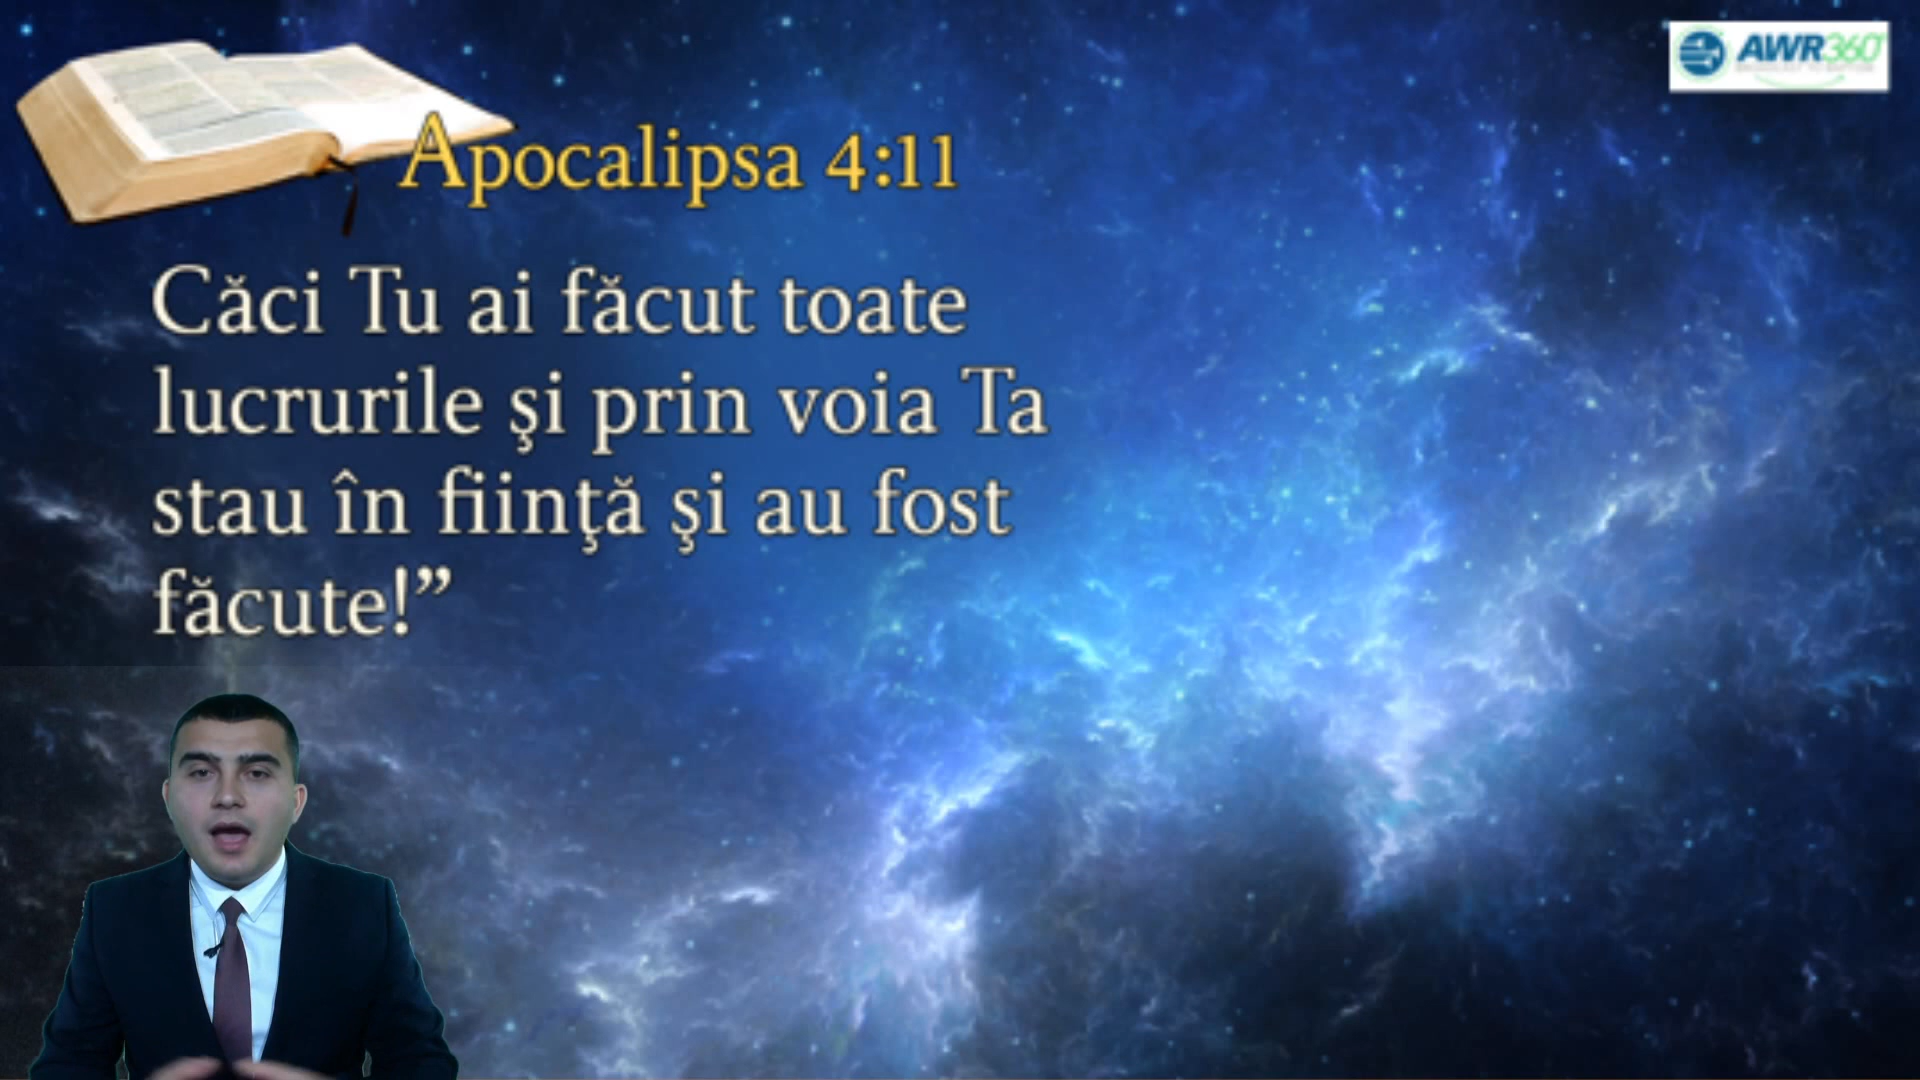 AWR360°
Apocalipsa 4:11
Căci Tu ai făcut toate
lucrurile şi prin voia Ta
stau în fiinţă şi au fost
făcute!”